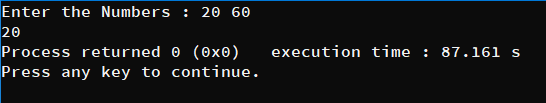 Enter the Numbers : 20 60
20
Process returned 0 (0x0)   execution time : 87.161 s
Press any key to continue.